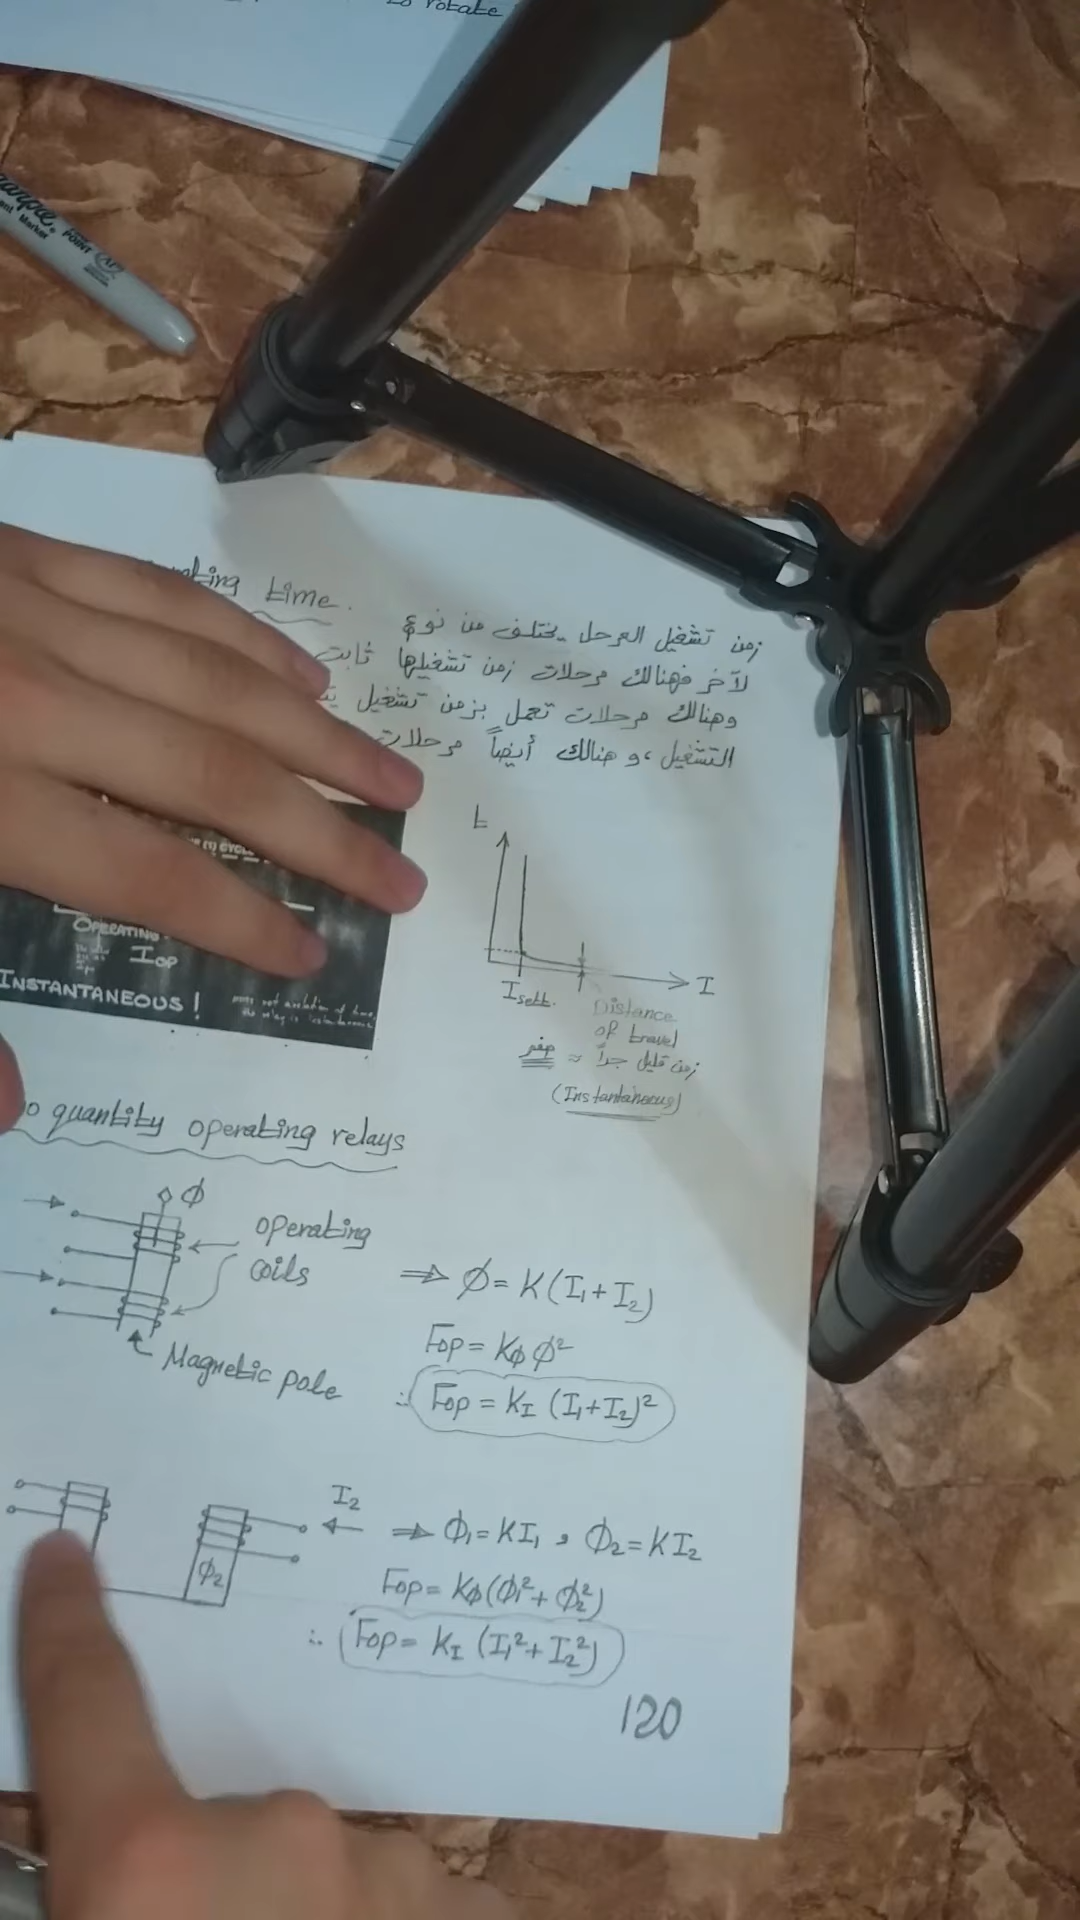 to rotate
Sharpie
POINT
time.
زمن تشغيل المرحل يختلف من نوع
لآخر فهنالك مرحلات زمن تشغيلها ثابت
وهنالك مرحلات تعمل بزمن تشغيل
التشغيل، و هنالك أيضاً مرحلات
(1) CYCLE
OPERATING
IOP
INSTANTANEOUS !
t
I
Isett.
Distance
of travel
زمن قليل جداً ≈ صفر
(Instantaneous)
quantity operating relays
ϕ
operating
coils
Magnetic pole
⇒ ϕ = K(I1+I2)
Fop = Kϕ ϕ²
∴ Fop = KI (I1+I2)²
I2
ϕ2
⇒ ϕ1 = KI1 , ϕ2 = KI2
Fop = Kϕ(ϕ1² + ϕ2²)
∴ Fop = KI (I1² + I2²)
120